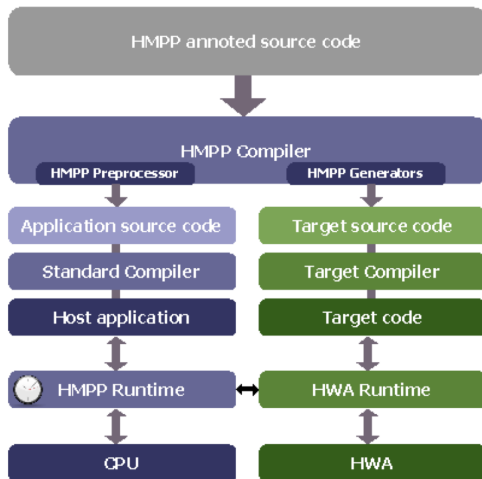 HMPP annoted source code
HMPP Compiler
HMPP Preprocessor HMPP Generators
Application source code Target source code
Standard Compiler Target Compiler
Host application Target code
HMPP Runtime HWA Runtime
CPU HWA